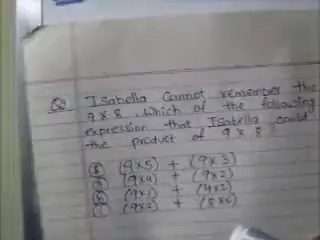 Q. Isabella Cannot remember the
9 x 8. Which of the following
expression that Isabella could
the product of 9 x 8
(9x5) + (9x3)
(9x4) + (9x2)
(9x1) +
(9x2) + (8x6)